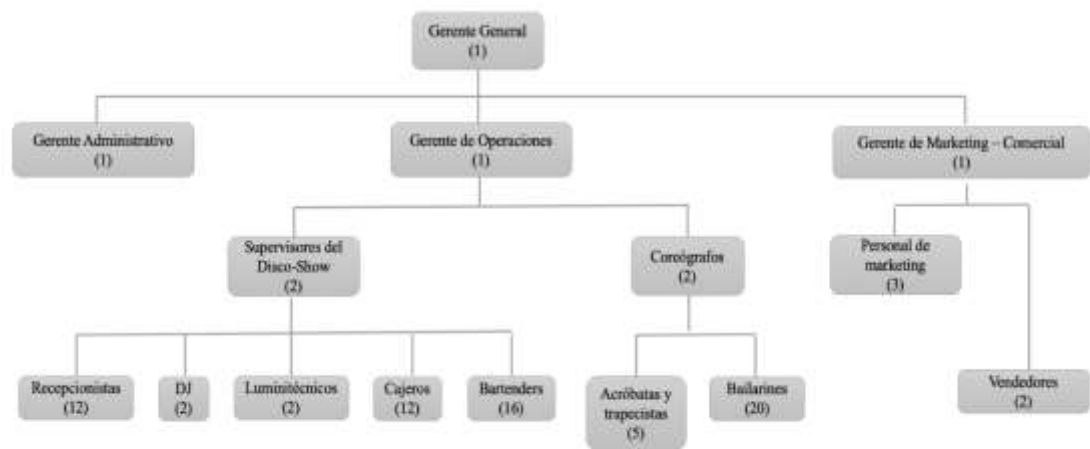 Gerente General
(1)
Gerente Administrativo
(1)
Gerente de Operaciones
(1)
Gerente de Marketing – Comercial
(1)
Supervisores del
Disco-Show
(2)
Coreógrafos
(2)
Personal de
marketing
(3)
Recepcionistas
(12)
DJ
(2)
Luminitécnicos
(2)
Cajeros
(12)
Bartenders
(16)
Acróbatas y
trapecistas
(5)
Bailarines
(20)
Vendedores
(2)